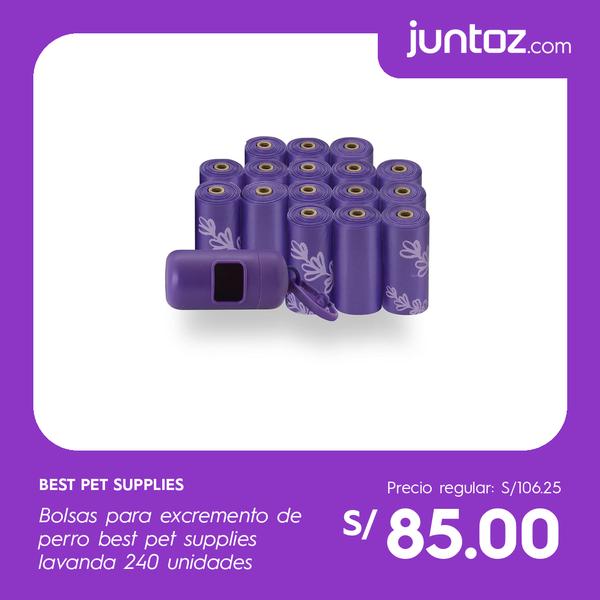 juntoz.com
BEST PET SUPPLIES
Bolsas para excremento de
perro best pet supplies
lavanda 240 unidades
Precio regular: S/106.25
S/85.00